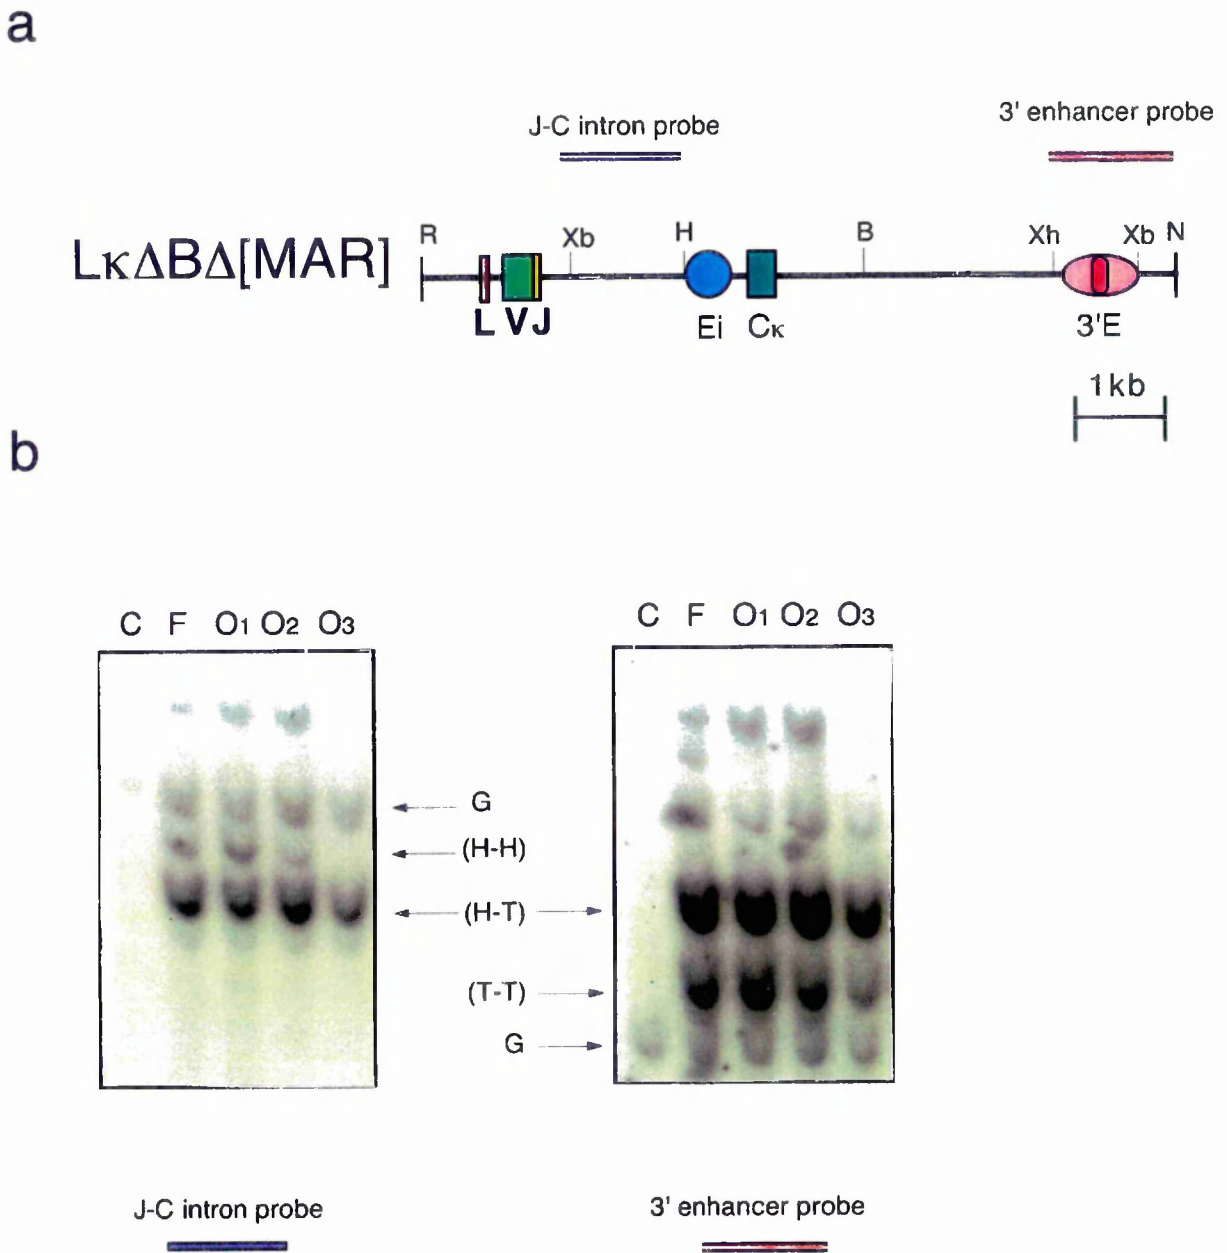 a
J-C intron probe
3' enhancer probe
LκΔBΔ[MAR]
R Xb H B Xh Xb N
L V J Ei Cκ 3'E
1kb
b
C F O1 O2 O3
C F O1 O2 O3
G
(H-H)
(H-T)
(T-T)
G
J-C intron probe
3' enhancer probe